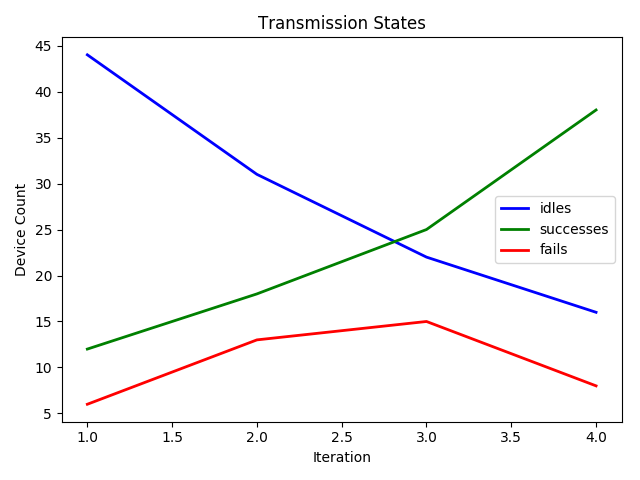 Transmission States
45
40
35
30
25
20
15
10
5
Device Count
idles
successes
fails
1.0 1.5 2.0 2.5 3.0 3.5 4.0
Iteration